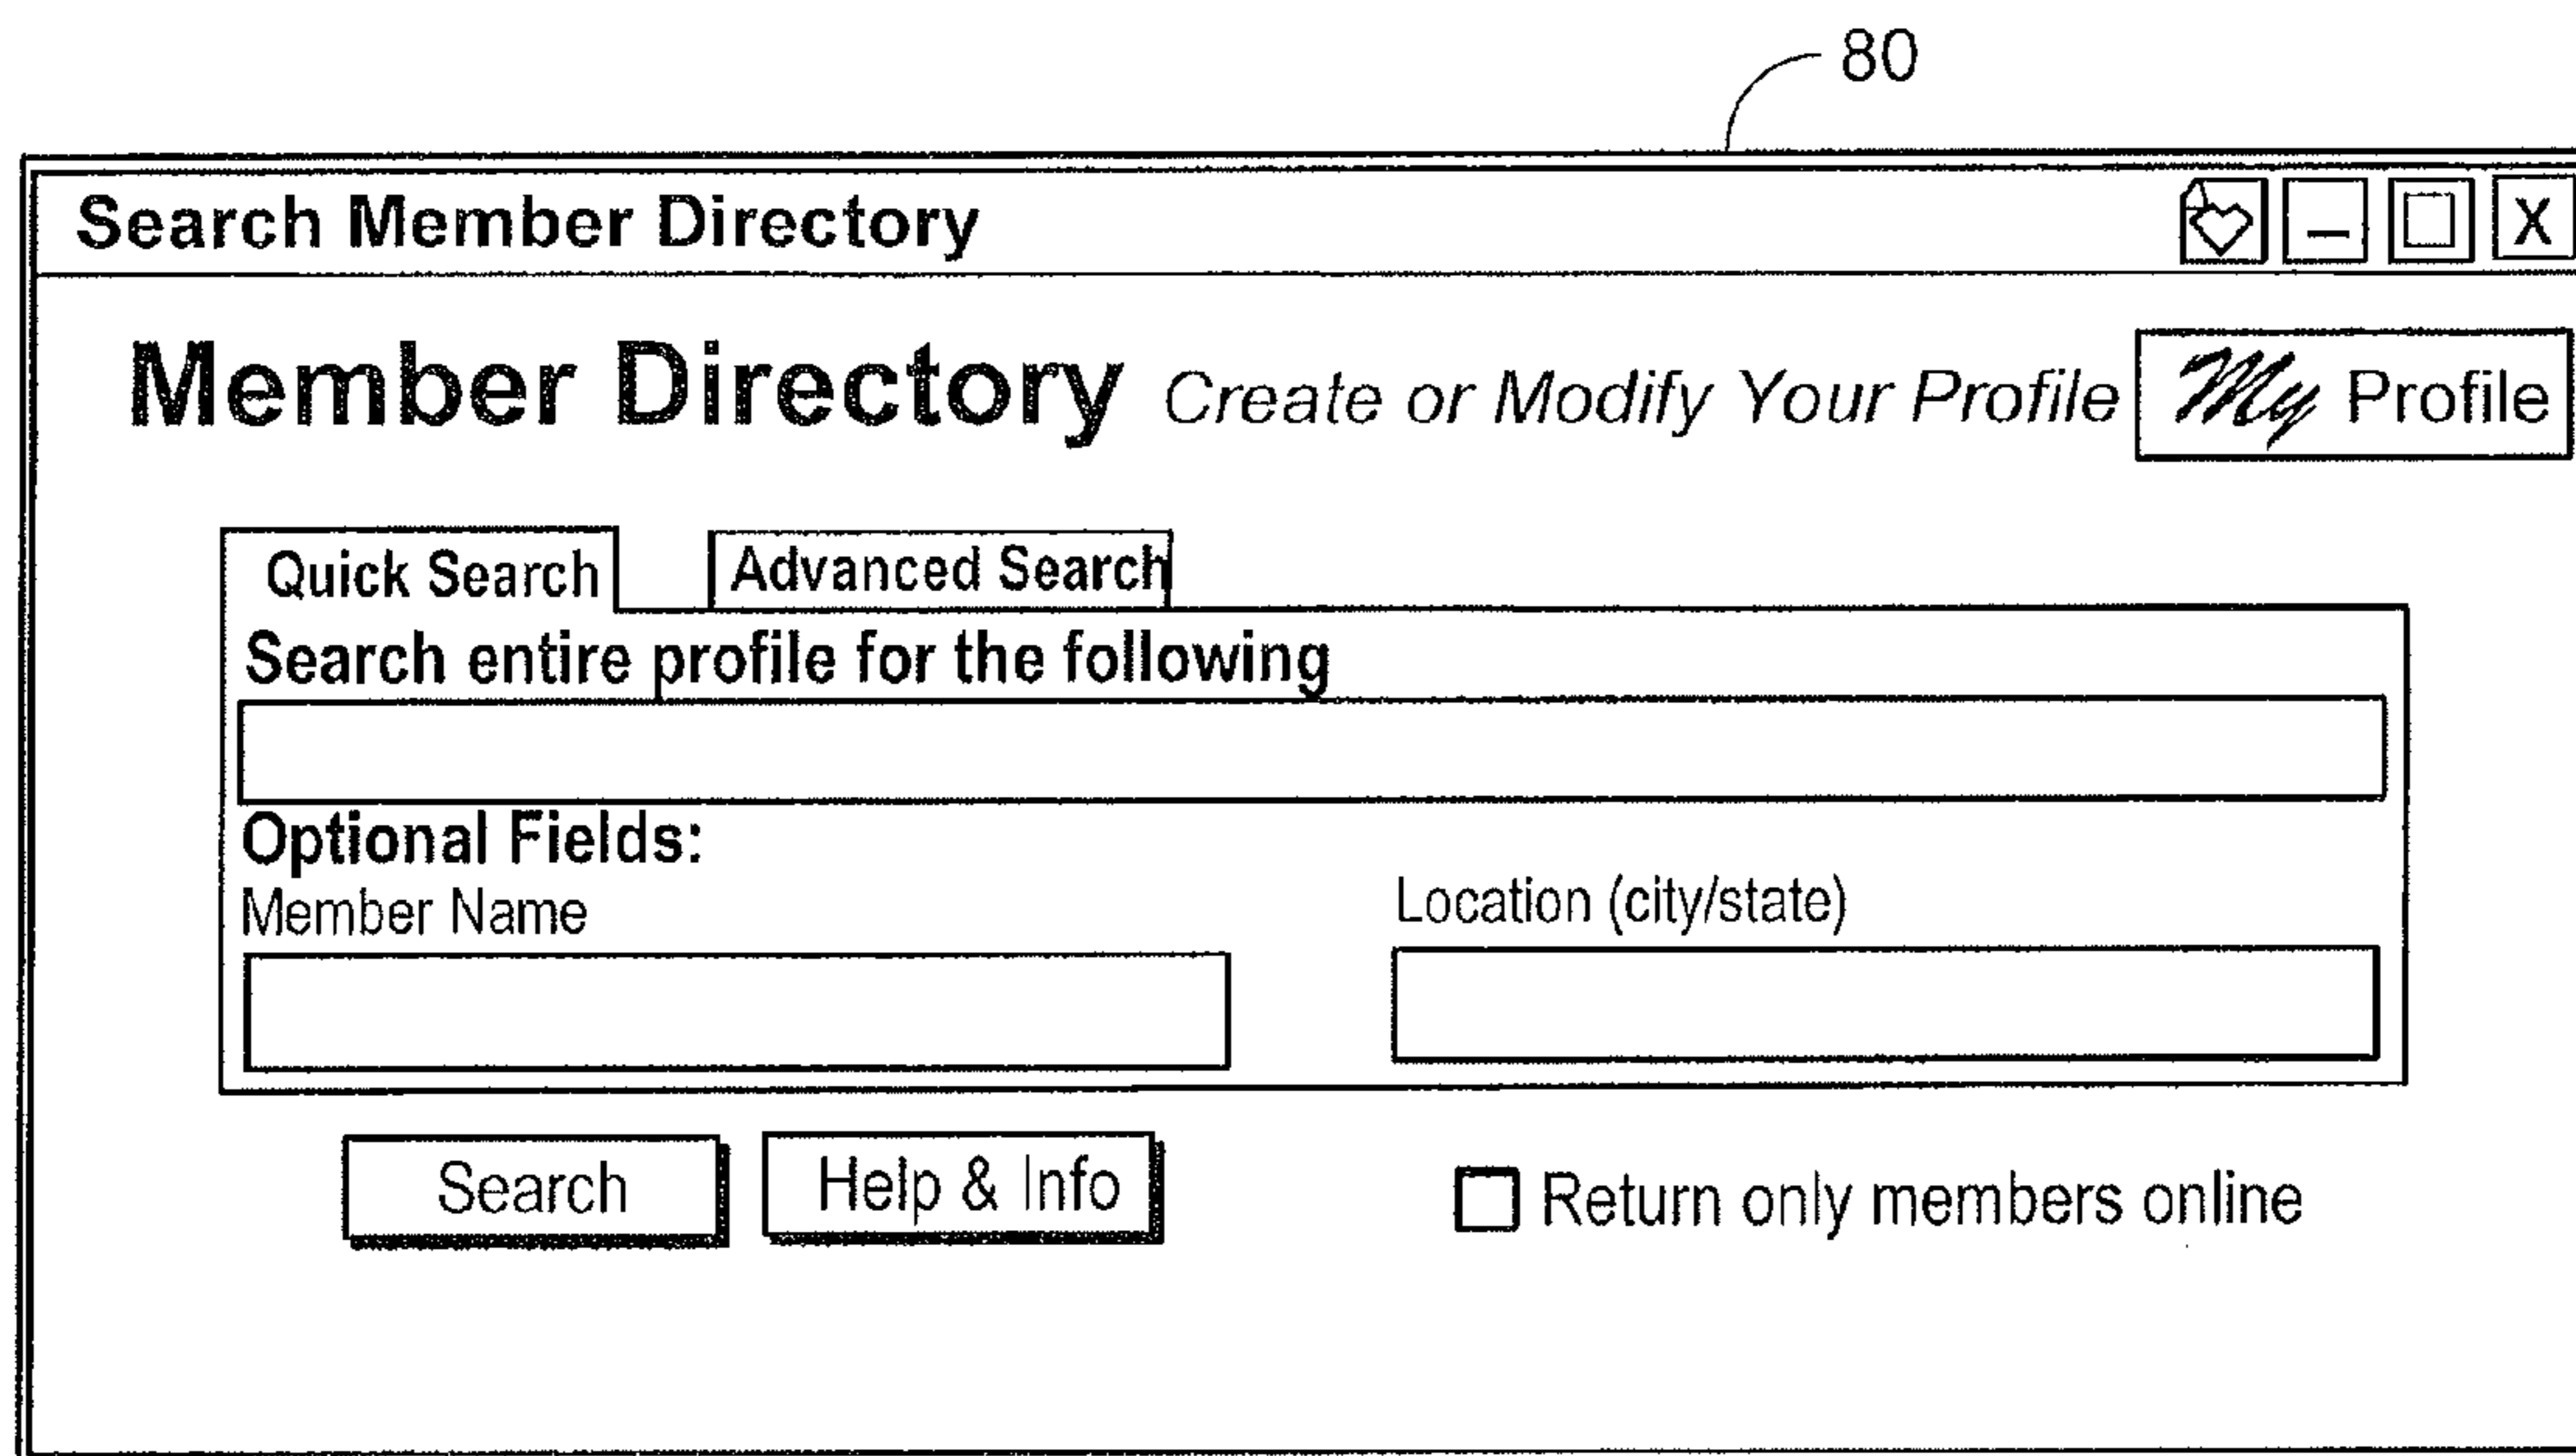 80
Search Member Directory X
Member Directory Create or Modify Your Profile My Profile
Quick Search Advanced Search
Search entire profile for the following
Optional Fields:
Member Name Location (city/state)
Search Help & Info Return only members online